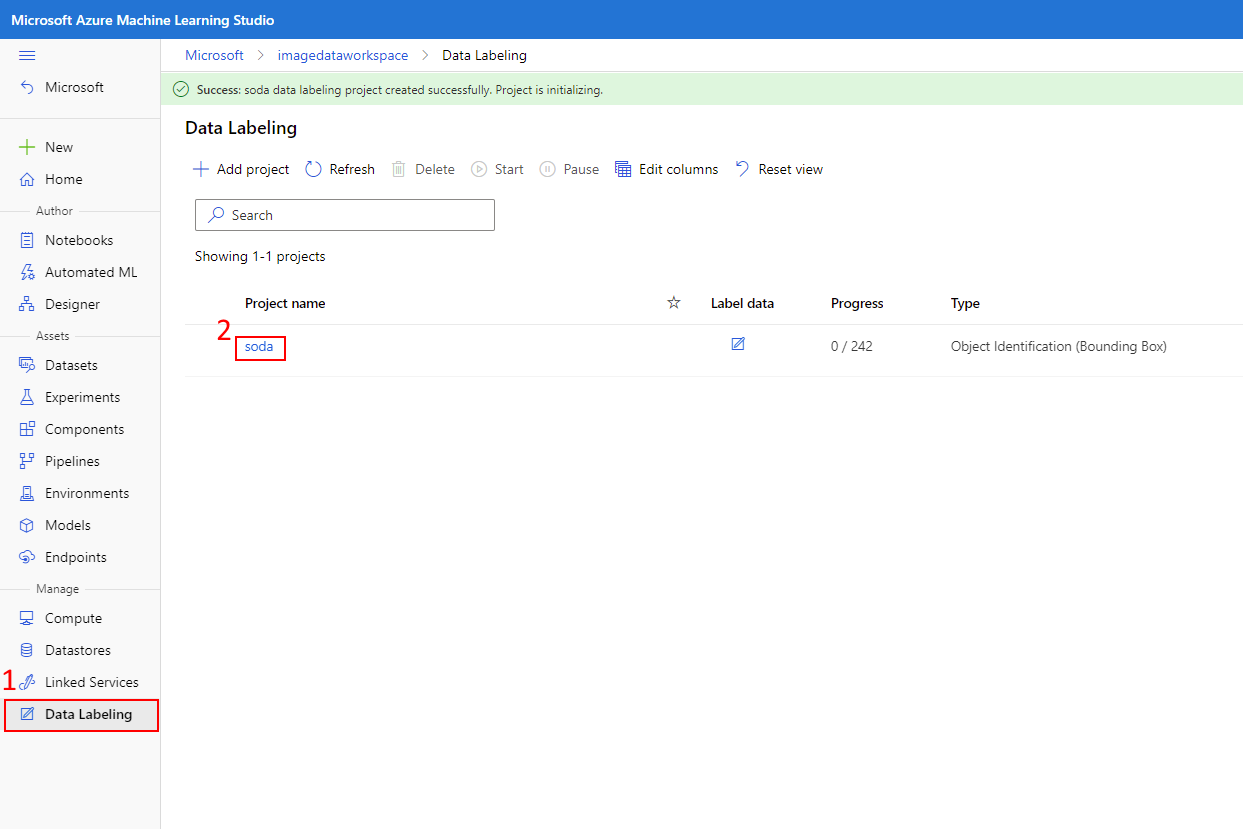 Microsoft Azure Machine Learning Studio
Microsoft > imagedataworkspace > Data Labeling
Microsoft
Success: soda data labeling project created successfully. Project is initializing.
New
Home
Author
Notebooks
Automated ML
Designer
Assets
Datasets
Experiments
Components
Pipelines
Environments
Models
Endpoints
Manage
Compute
Datastores
1
Linked Services
Data Labeling
Data Labeling
Add project Refresh Delete Start Pause Edit columns Reset view
Search
Showing 1-1 projects
Project name Label data Progress Type
2
soda 0 / 242 Object Identification (Bounding Box)